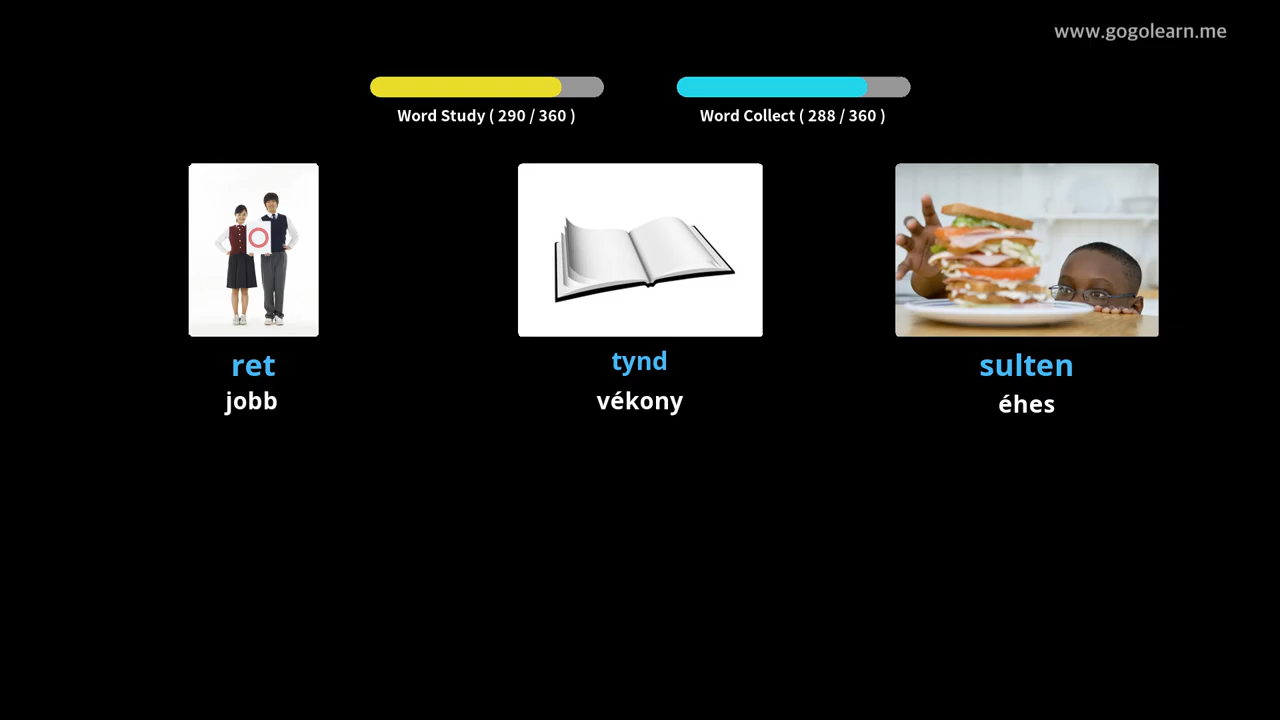 www.gogolearn.me
Word Study ( 290 / 360 )
Word Collect ( 288 / 360 )
ret
jobb
tynd
vékony
sulten
éhes